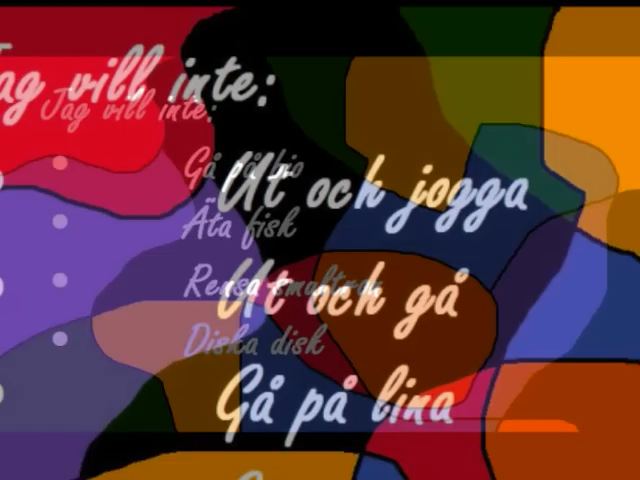 Jag vill inte:
Jag vill inte:
Gå på bio
Ut och jogga
Äta fisk
Rensa
Ut och gå
Diska disk
Gå på lina